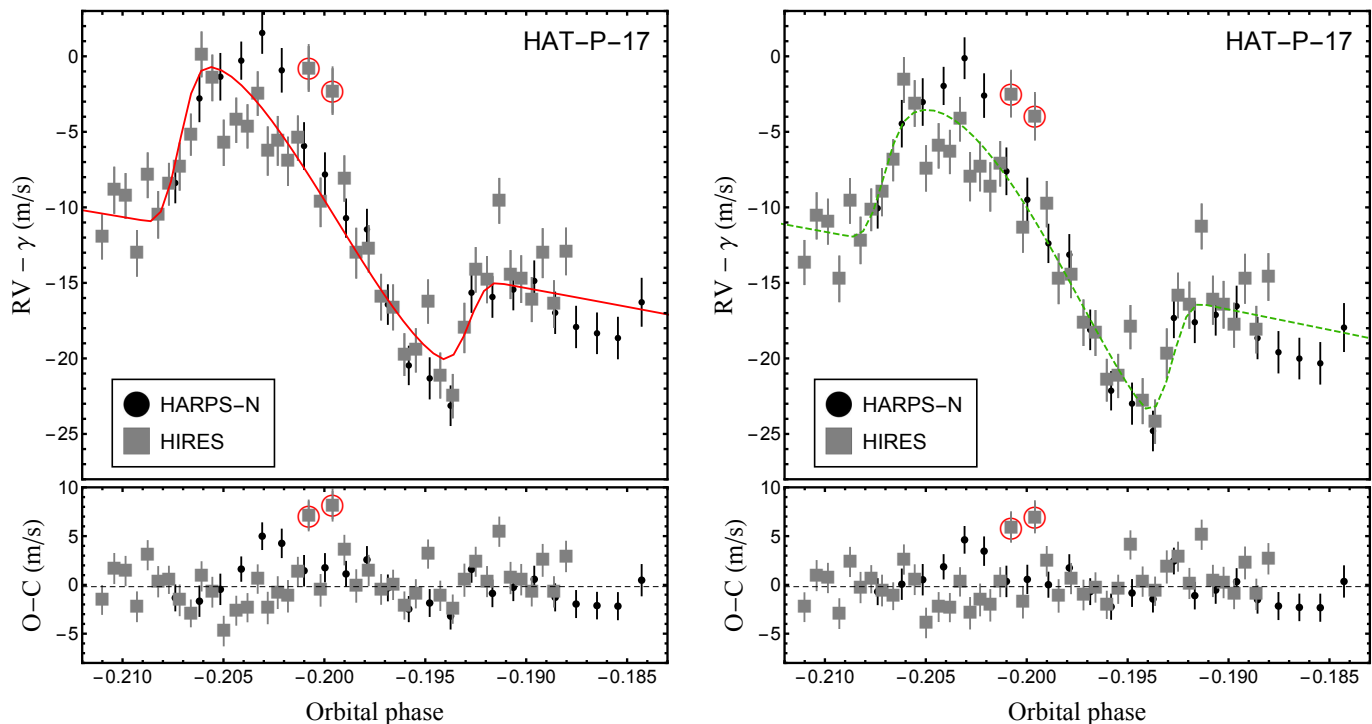 HAT-P-17
0
-5
-10
-15
-20
-25
RV - γ (m/s)
HARPS-N
HIRES
10
5
0
-5
O-C (m/s)
-0.210 -0.205 -0.200 -0.195 -0.190 -0.185
Orbital phase
HAT-P-17
0
-5
-10
-15
-20
-25
RV - γ (m/s)
HARPS-N
HIRES
10
5
0
-5
O-C (m/s)
-0.210 -0.205 -0.200 -0.195 -0.190 -0.185
Orbital phase